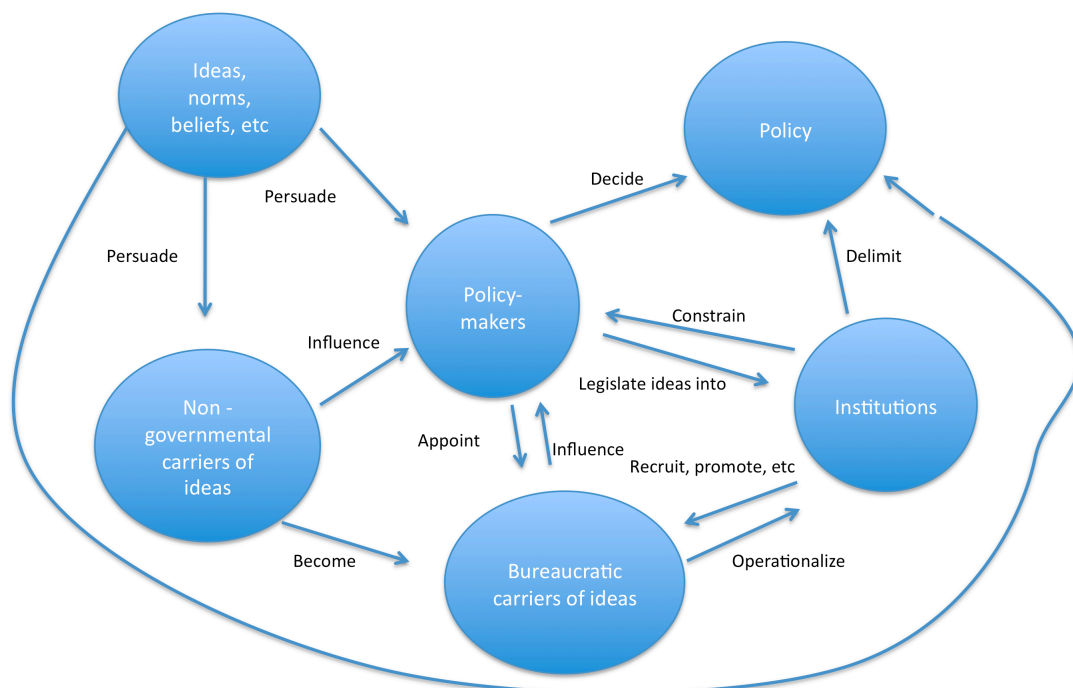 Ideas,
norms,
beliefs, etc
Policy
Persuade
Decide
Persuade
Delimit
Policy-
makers
Constrain
Influence
Legislate ideas into
Institutions
Non -
governmental
carriers of
ideas
Appoint
Influence
Recruit, promote, etc
Become
Operationalize
Bureaucratic
carriers of ideas